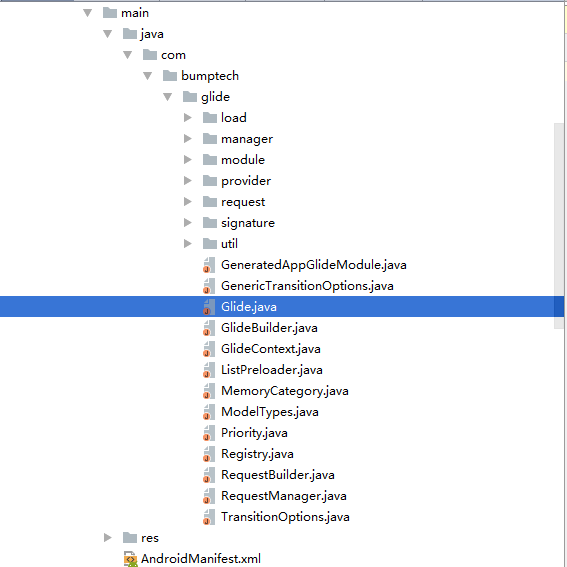 main
java
com
bumptech
glide
load
manager
module
provider
request
signature
util
GeneratedAppGlideModule.java
GenericTransitionOptions.java
Glide.java
GlideBuilder.java
GlideContext.java
ListPreloader.java
MemoryCategory.java
ModelTypes.java
Priority.java
Registry.java
RequestBuilder.java
RequestManager.java
TransitionOptions.java
res
AndroidManifest.xml